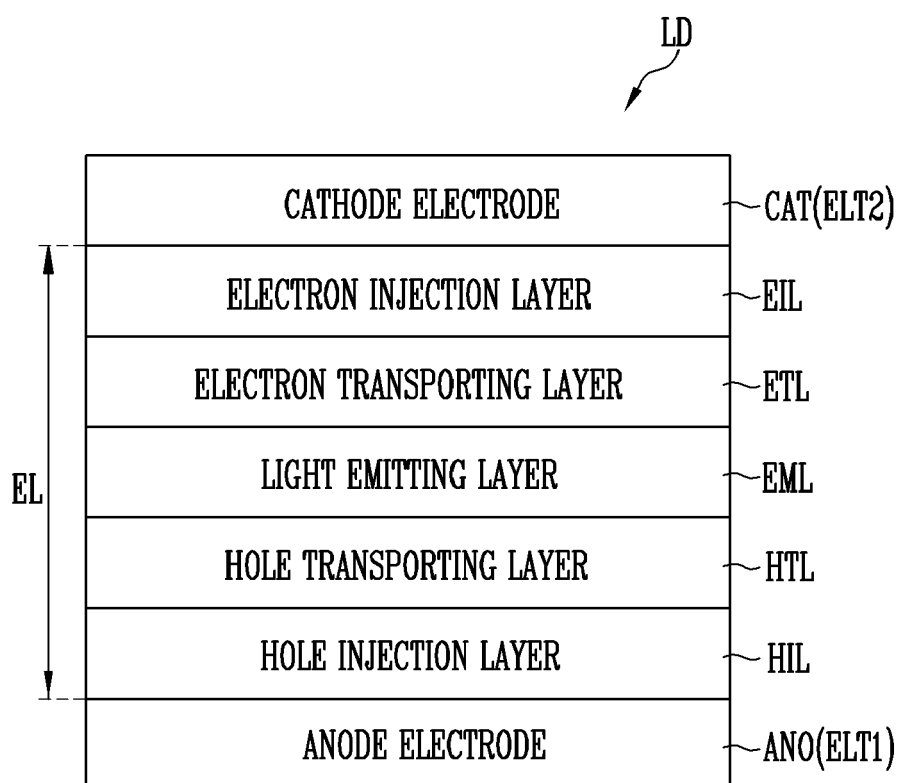 LD
CATHODE ELECTRODE CAT(ELT2)
ELECTRON INJECTION LAYER EIL
ELECTRON TRANSPORTING LAYER ETL
LIGHT EMITTING LAYER EML
EL
HOLE TRANSPORTING LAYER HTL
HOLE INJECTION LAYER HIL
ANODE ELECTRODE ANO(ELT1)